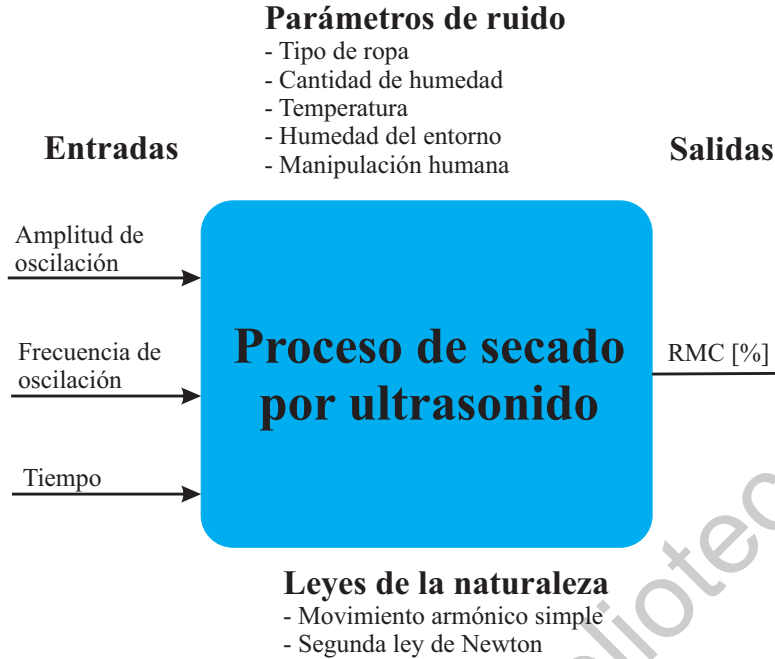 Parámetros de ruido
- Tipo de ropa
- Cantidad de humedad
- Temperatura
- Humedad del entorno
- Manipulación humana
Entradas
Salidas
Amplitud de
oscilación
Frecuencia de
oscilación
Tiempo
Proceso de secado
por ultrasonido
RMC [%]
Leyes de la naturaleza
- Movimiento armónico simple
- Segunda ley de Newton